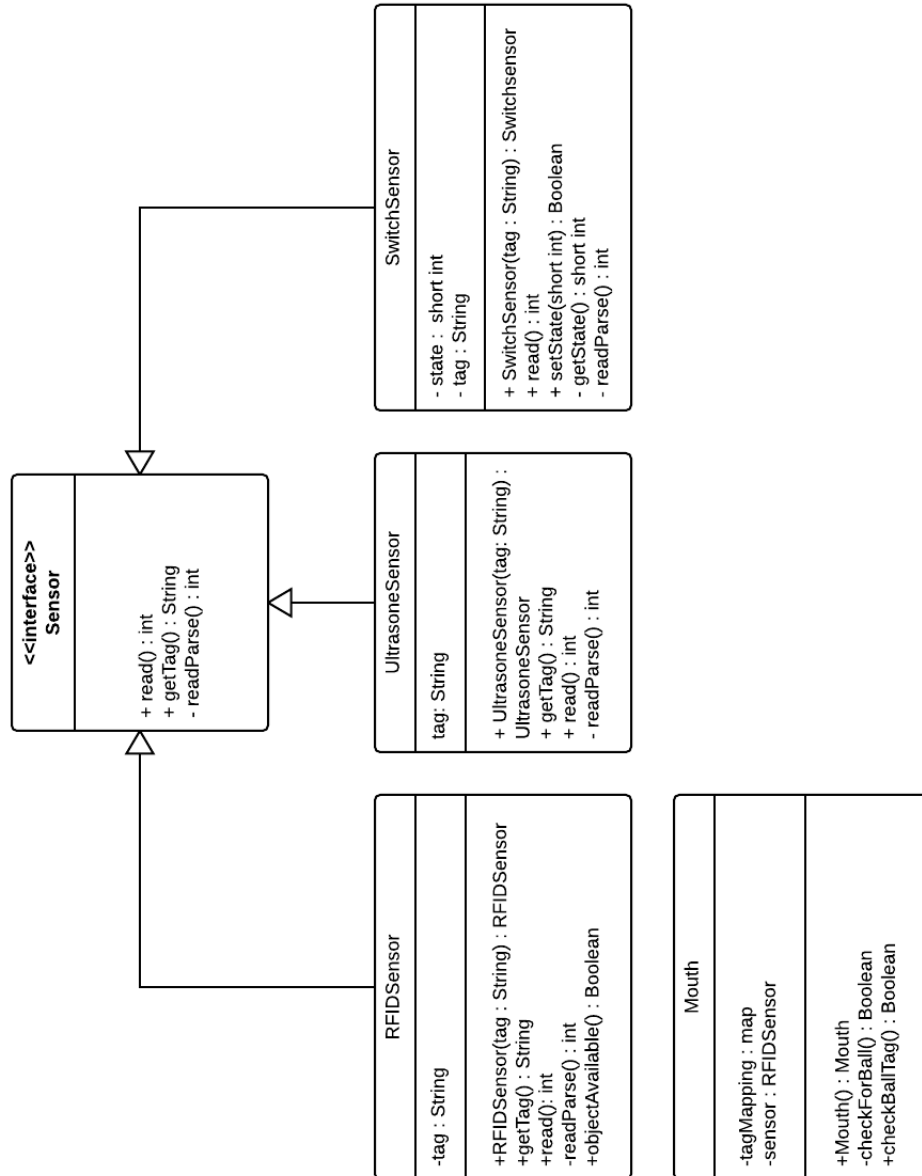 <<interface>>
Sensor
+ read() : int
+ getTag() : String
- readParse() : int
RFIDSensor
-tag : String
+RFIDSensor(tag : String) : RFIDSensor
+getTag() : String
+read(): int
-readParse() : int
+objectAvailable() : Boolean
UltrasoneSensor
tag: String
+ UltrasoneSensor(tag: String) :
UltrasoneSensor
+ getTag() : String
+ read() : int
- readParse() : int
SwitchSensor
- state :  short int
- tag : String
+ SwitchSensor(tag : String) : Switchsensor
+ read() : int
+ setState(short int) : Boolean
- getState() : short int
- readParse() : int
Mouth
-tagMapping : map
-sensor : RFIDSensor
+Mouth() : Mouth
-checkForBall() : Boolean
+checkBallTag() : Boolean